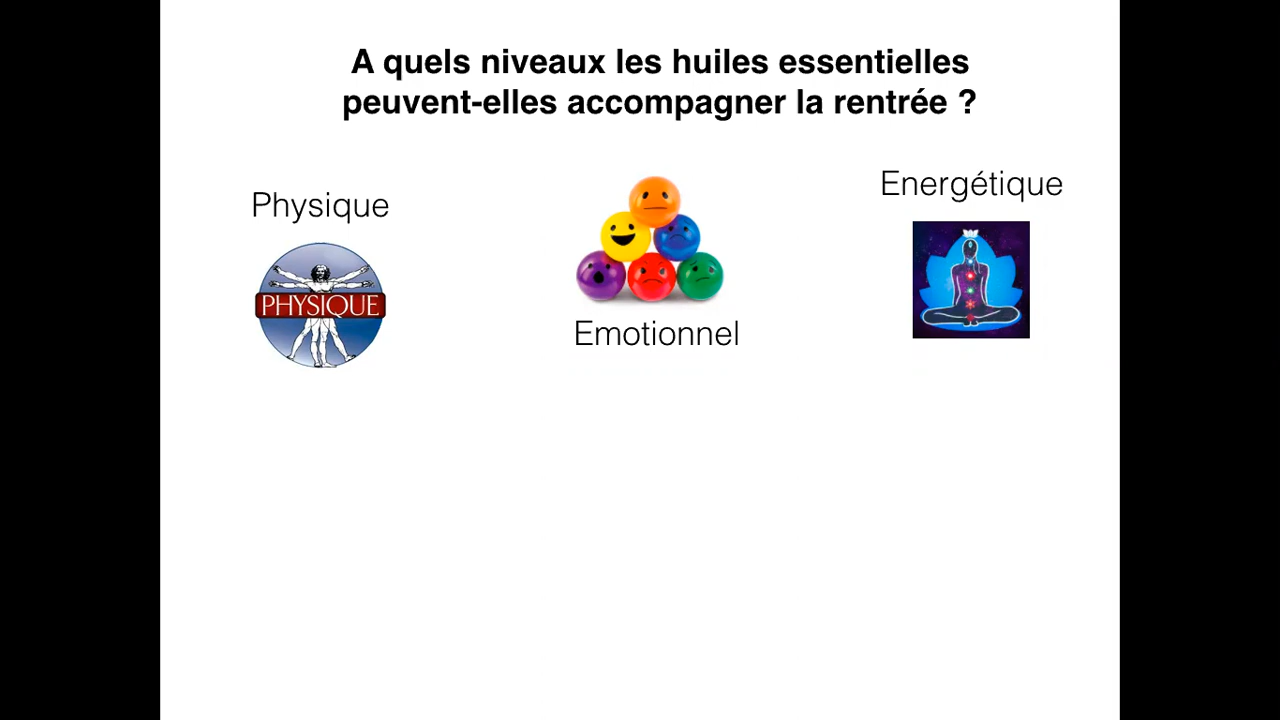 A quels niveaux les huiles essentielles
peuvent-elles accompagner la rentrée ?
Physique
PHYSIQUE
Emotionnel
Energétique